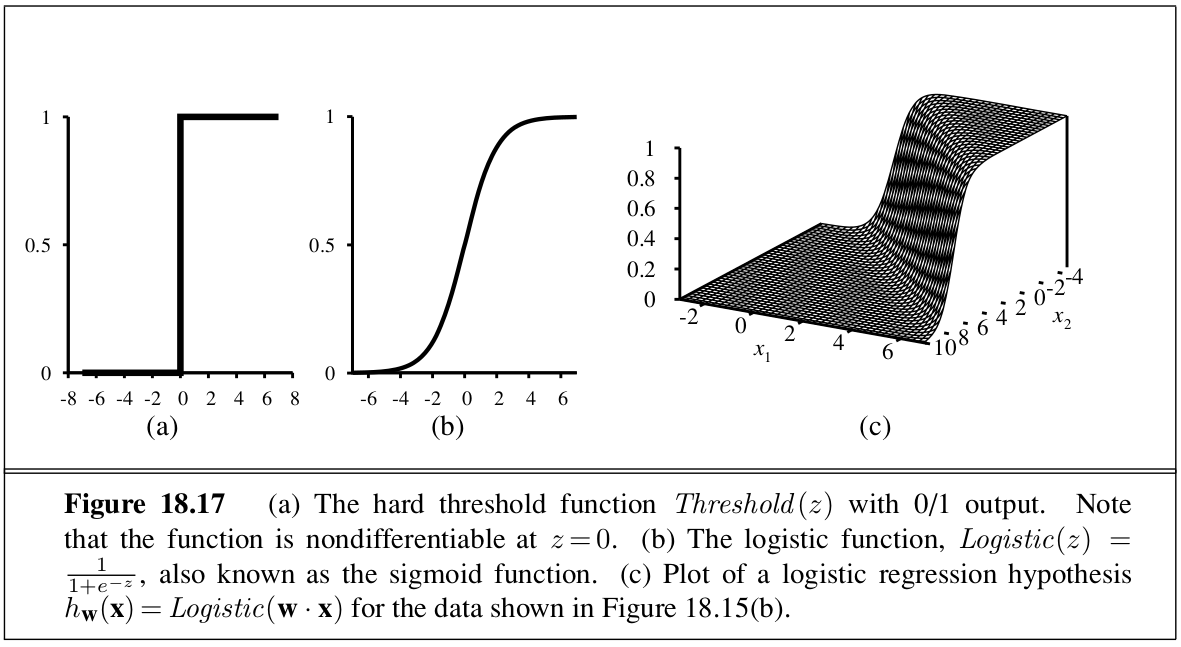 1
0.5
0
-8 -6 -4 -2 0 2 4 6 8
(a)
1
0.5
0
-6 -4 -2 0 2 4 6
(b)
1
0.8
0.6
0.4
0.2
0
-2 0 2 4 6
x1
10 8 6 4 2 0 -2 -4
x2
(c)
Figure 18.17 (a) The hard threshold function Threshold(z) with 0/1 output. Note
that the function is nondifferentiable at z = 0. (b) The logistic function, Logistic(z) =
1/(1+e^−z), also known as the sigmoid function. (c) Plot of a logistic regression hypothesis
hw(x) = Logistic(w · x) for the data shown in Figure 18.15(b).